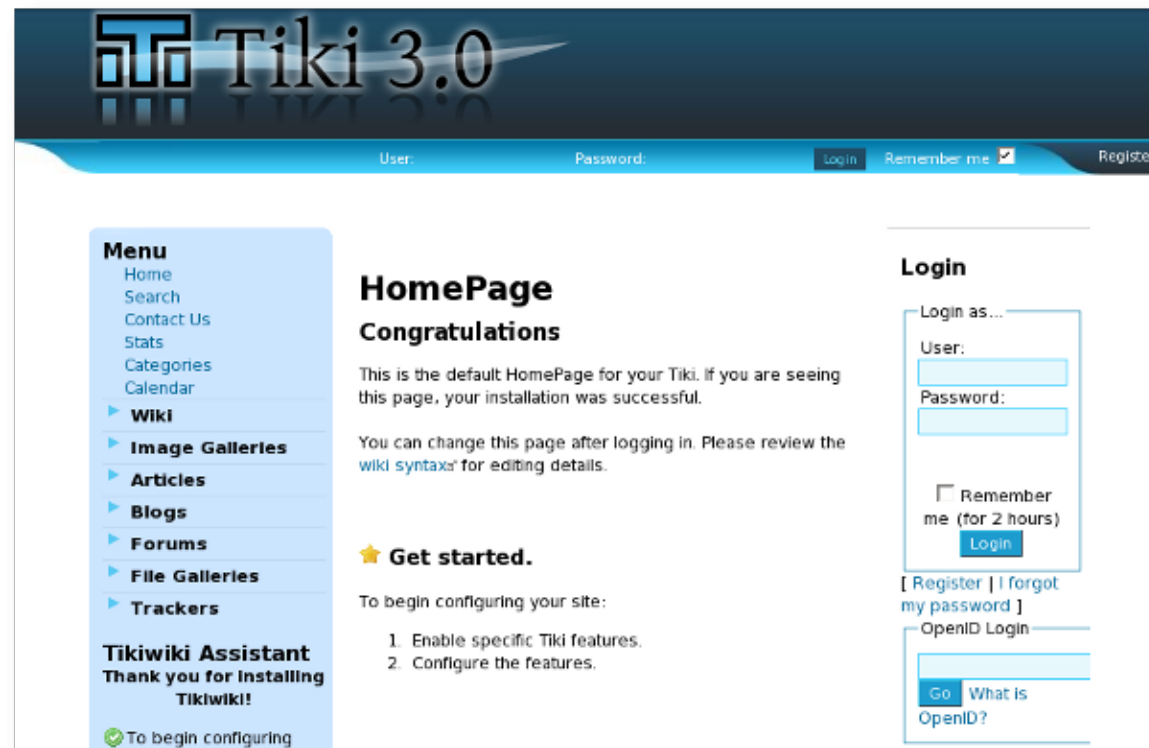 Tiki 3.0
User: Password: Login Remember me Registe
Menu
Home
Search
Contact Us
Stats
Categories
Calendar
Wiki
Image Galleries
Articles
Blogs
Forums
File Galleries
Trackers
Tikiwiki Assistant
Thank you for installing
Tikiwiki!
To begin configuring
HomePage
Congratulations
This is the default HomePage for your Tiki. If you are seeing
this page, your installation was successful.
You can change this page after logging in. Please review the
wiki syntax for editing details.
Get started.
To begin configuring your site:
1. Enable specific Tiki features.
2. Configure the features.
Login
Login as...
User:
Password:
Remember
me (for 2 hours)
Login
[ Register | I forgot
my password ]
OpenID Login
Go What is
OpenID?